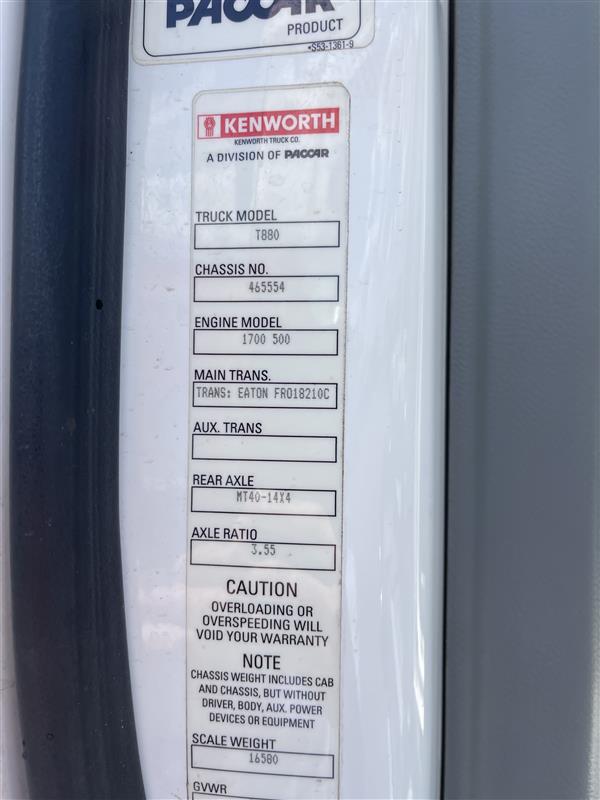 PACCAR
PRODUCT
S53-1361-9
KENWORTH
KENWORTH TRUCK CO.
A DIVISION OF PACCAR
TRUCK MODEL
T880
CHASSIS NO.
465554
ENGINE MODEL
1700 500
MAIN TRANS.
TRANS: EATON FRO18210C
AUX. TRANS
REAR AXLE
MT40-14X4
AXLE RATIO
3.55
CAUTION
OVERLOADING OR
OVERSPEEDING WILL
VOID YOUR WARRANTY
NOTE
CHASSIS WEIGHT INCLUDES CAB
AND CHASSIS, BUT WITHOUT
DRIVER, BODY, AUX. POWER
DEVICES OR EQUIPMENT
SCALE WEIGHT
16580
GVWR